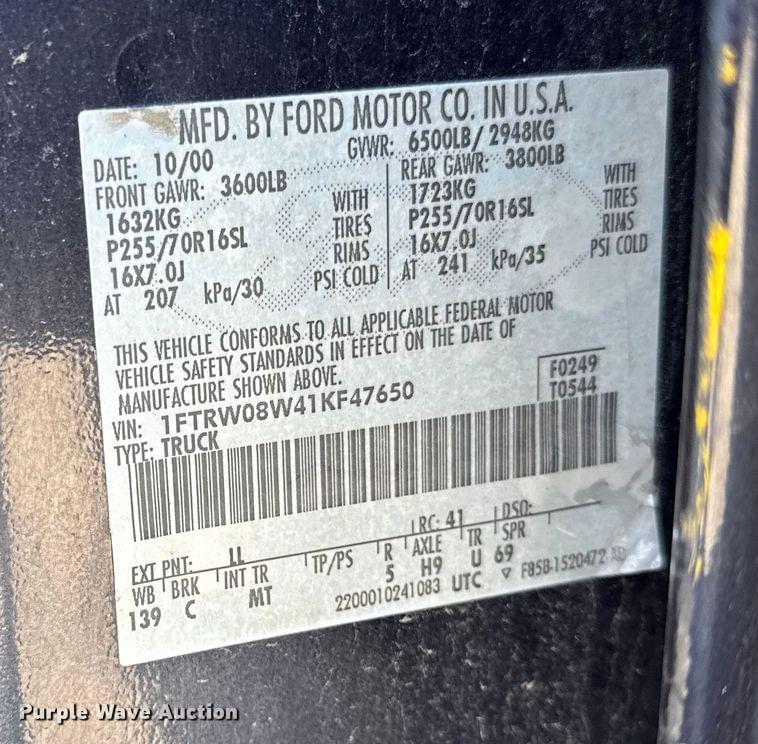 MFD. BY FORD MOTOR CO. IN U.S.A.
DATE: 10/00 GVWR: 6500LB/ 2948KG
FRONT GAWR: 3600LB REAR GAWR: 3800LB
1632KG WITH 1723KG WITH
P255/70R16SL TIRES P255/70R16SL TIRES
16X7.0J RIMS 16X7.0J RIMS
AT 207 kPa/30 PSI COLD AT 241 kPa/35 PSI COLD
THIS VEHICLE CONFORMS TO ALL APPLICABLE FEDERAL MOTOR
VEHICLE SAFETY STANDARDS IN EFFECT ON THE DATE OF
MANUFACTURE SHOWN ABOVE.
F0249
VIN: 1FTRW08W41KF47650 T0544
TYPE: TRUCK
EXT PNT: LL RC: 41 DSO:
WB BRK INT TR TP/PS R AXLE TR SPR
139 C MT 5 H9 U 69
2200010241083 UTC ▽ F85B-1520472
Purple Wave Auction